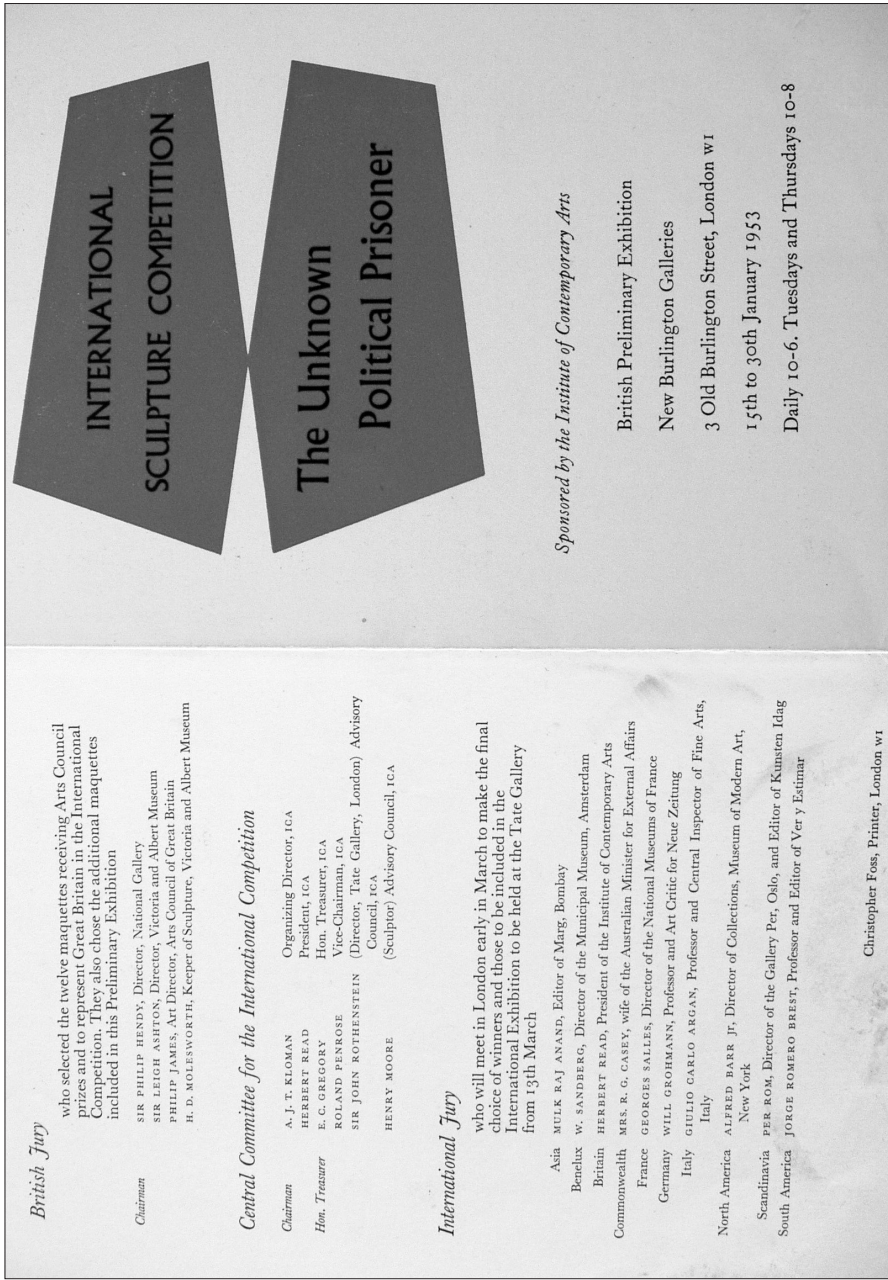 British Jury
who selected the twelve maquettes receiving Arts Council
prizes and to represent Great Britain in the International
Competition. They also chose the additional maquettes
included in this Preliminary Exhibition
Chairman SIR PHILIP HENDY, Director, National Gallery
SIR LEIGH ASHTON, Director, Victoria and Albert Museum
PHILIP JAMES, Art Director, Arts Council of Great Britain
H. D. MOLESWORTH, Keeper of Sculpture, Victoria and Albert Museum
Central Committee for the International Competition
Chairman A. J. T. KLOMAN Organizing Director, ICA
HERBERT READ President, ICA
Hon. Treasurer E. C. GREGORY Hon. Treasurer, ICA
ROLAND PENROSE Vice-Chairman, ICA
SIR JOHN ROTHENSTEIN (Director, Tate Gallery, London) Advisory
Council, ICA
HENRY MOORE (Sculptor) Advisory Council, ICA
International Jury
who will meet in London early in March to make the final
choice of winners and those to be included in the
International Exhibition to be held at the Tate Gallery
from 13th March
Asia MULK RAJ ANAND, Editor of Marg, Bombay
Benelux W. SANDBERG, Director of the Municipal Museum, Amsterdam
Britain HERBERT READ, President of the Institute of Contemporary Arts
Commonwealth MRS. R. G. CASEY, wife of the Australian Minister for External Affairs
France GEORGES SALLES, Director of the National Museums of France
Germany WILL GROHMANN, Professor and Art Critic for Neue Zeitung
Italy GIULIO CARLO ARGAN, Professor and Central Inspector of Fine Arts,
Italy
North America ALFRED BARR Jr, Director of Collections, Museum of Modern Art,
New York
Scandinavia PER ROM, Director of the Gallery Per, Oslo, and Editor of Kunsten Idag
South America JORGE ROMERO BREST, Professor and Editor of Ver y Estimar
Christopher Foss, Printer, London W1
INTERNATIONAL
SCULPTURE COMPETITION
The Unknown
Political Prisoner
Sponsored by the Institute of Contemporary Arts
British Preliminary Exhibition
New Burlington Galleries
3 Old Burlington Street, London W1
15th to 30th January 1953
Daily 10-6. Tuesdays and Thursdays 10-8